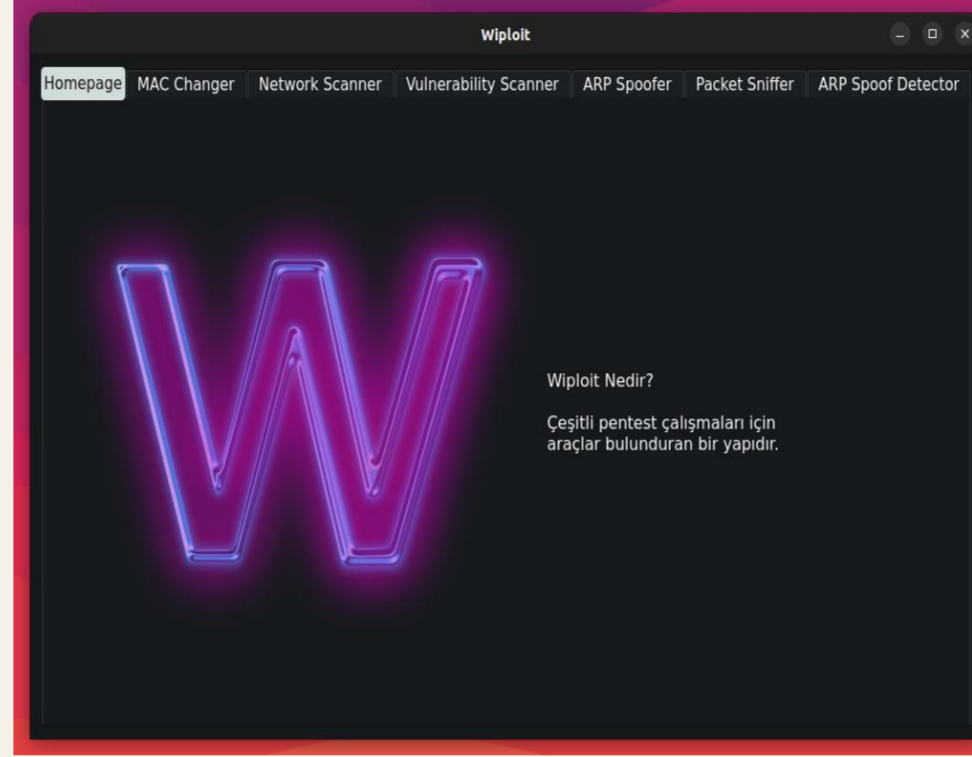 Wiploit
Homepage MAC Changer Network Scanner Vulnerability Scanner ARP Spoofer Packet Sniffer ARP Spoof Detector
W
Wiploit Nedir?
Çeşitli pentest çalışmaları için
araçlar bulunduran bir yapıdır.